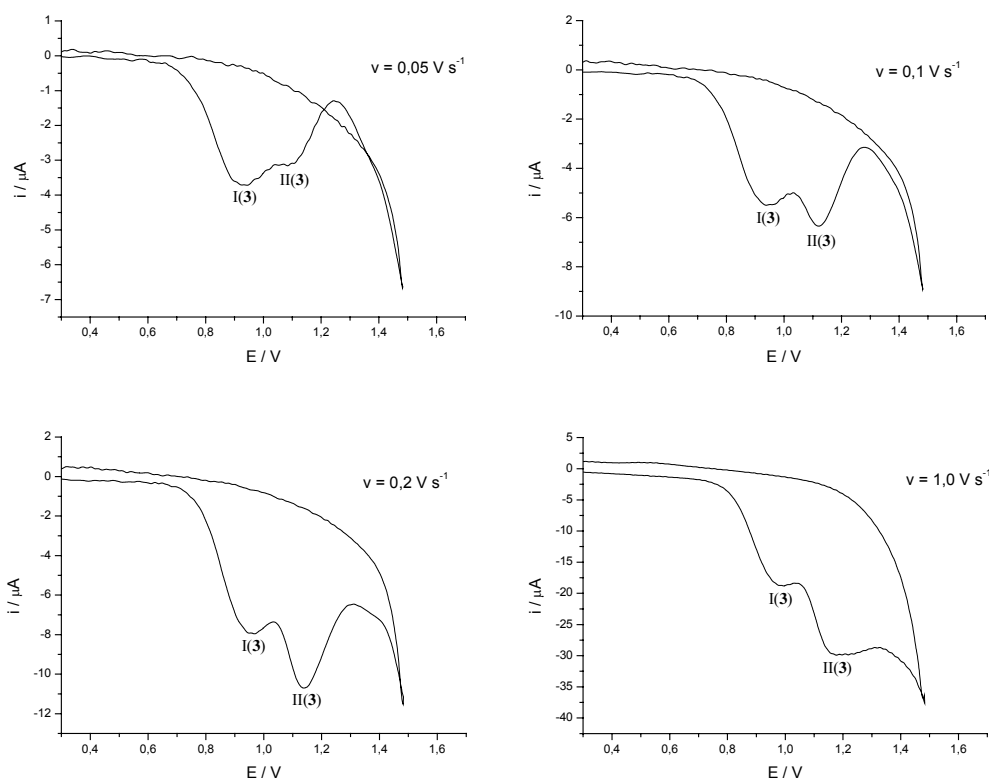 1
0
-1
-2
-3
-4
-5
-6
-7
i / μA
v = 0,05 V s⁻¹
I(3)
II(3)
0,4 0,6 0,8 1,0 1,2 1,4 1,6
E / V
2
0
-2
-4
-6
-8
-10
i / μA
v = 0,1 V s⁻¹
I(3)
II(3)
0,4 0,6 0,8 1,0 1,2 1,4 1,6
E / V
2
0
-2
-4
-6
-8
-10
-12
i / μA
v = 0,2 V s⁻¹
I(3)
II(3)
0,4 0,6 0,8 1,0 1,2 1,4 1,6
E / V
5
0
-5
-10
-15
-20
-25
-30
-35
-40
i / μA
v = 1,0 V s⁻¹
I(3)
II(3)
0,4 0,6 0,8 1,0 1,2 1,4 1,6
E / V